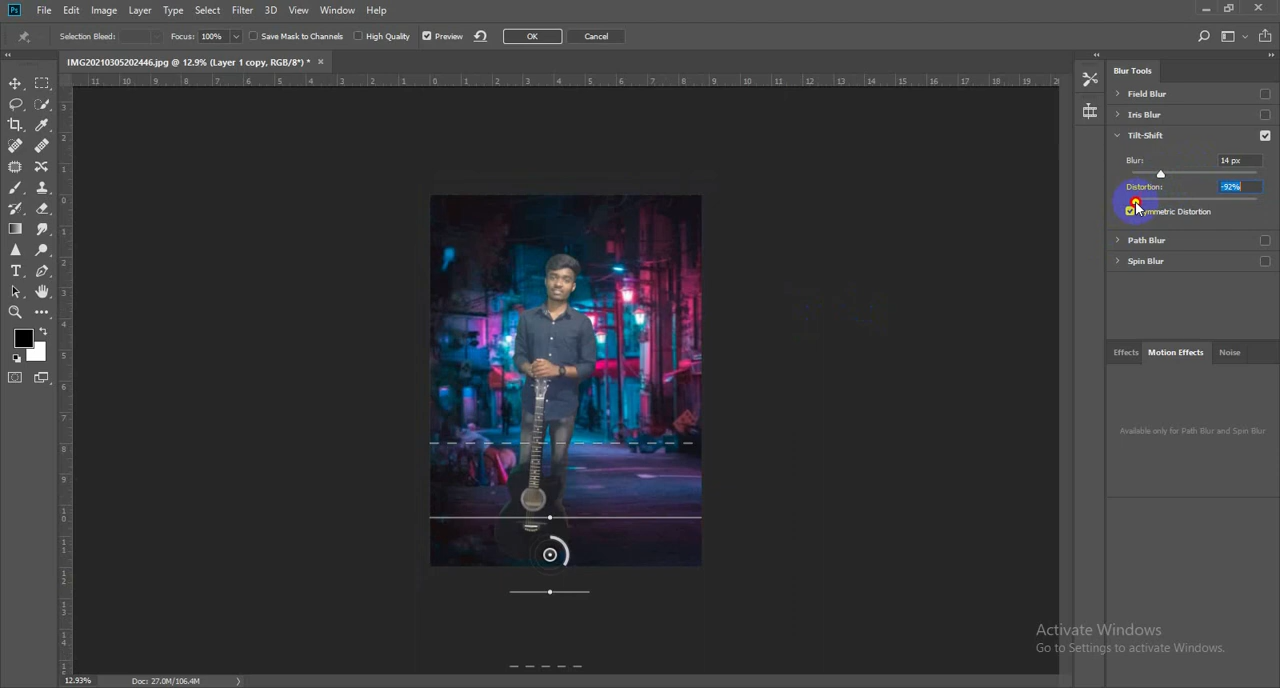 Ps File Edit Image Layer Type Select Filter 3D View Window Help
Selection Bleed: Focus: 100% Save Mask to Channels High Quality Preview OK Cancel
IMG20210305202446.jpg @ 12.9% (Layer 1 copy, RGB/8*) *
Blur Tools
Field Blur
Iris Blur
Tilt-Shift
Blur: 14 px
Distortion: -92%
Distortion
Path Blur
Spin Blur
Effects Motion Effects Noise
Available only for Path Blur and Spin Blur
Activate Windows
Go to Settings to activate Windows.
12.93% Doc: 27.0M/106.4M